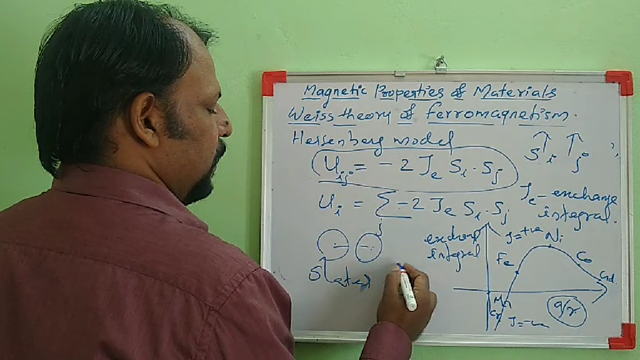 Magnetic Properties of Materials
Weiss theory of ferromagnetism.
Heisenberg model
Uij = -2 Je Si . Sj
Si ↑ ↑ j
Ui = Σ -2 Je Si . Sj
j
Je - exchange
integral.
exchange
integral
J=+ve
Ni
Fe
Co
Gd
Mn
Cr
J=-ve
a/r
Slater